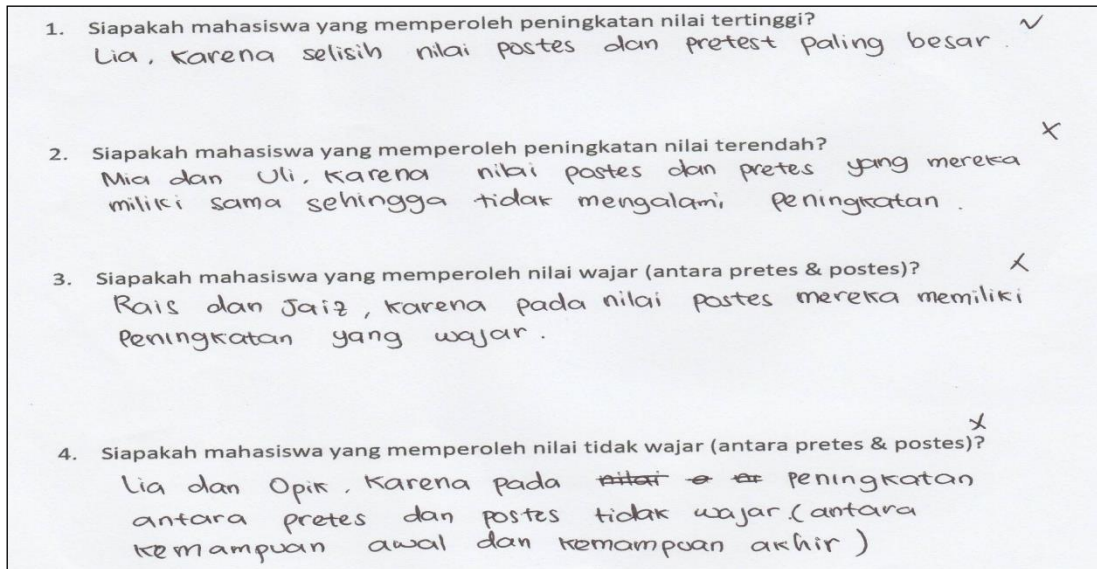 1. Siapakah mahasiswa yang memperoleh peningkatan nilai tertinggi? ✓
Lia, karena selisih nilai postes dan pretest paling besar.
2. Siapakah mahasiswa yang memperoleh peningkatan nilai terendah? ×
Mia dan Uli, karena nilai postes dan pretes yang mereka
miliki sama sehingga tidak mengalami peningkatan.
3. Siapakah mahasiswa yang memperoleh nilai wajar (antara pretes & postes)? ×
Rais dan Jaiz, karena pada nilai postes mereka memiliki
Peningkatan yang wajar.
4. Siapakah mahasiswa yang memperoleh nilai tidak wajar (antara pretes & postes)? ×
Lia dan Opik. Karena pada peningkatan
antara pretes dan postes tidak wajar (antara
kemampuan awal dan kemampuan akhir)